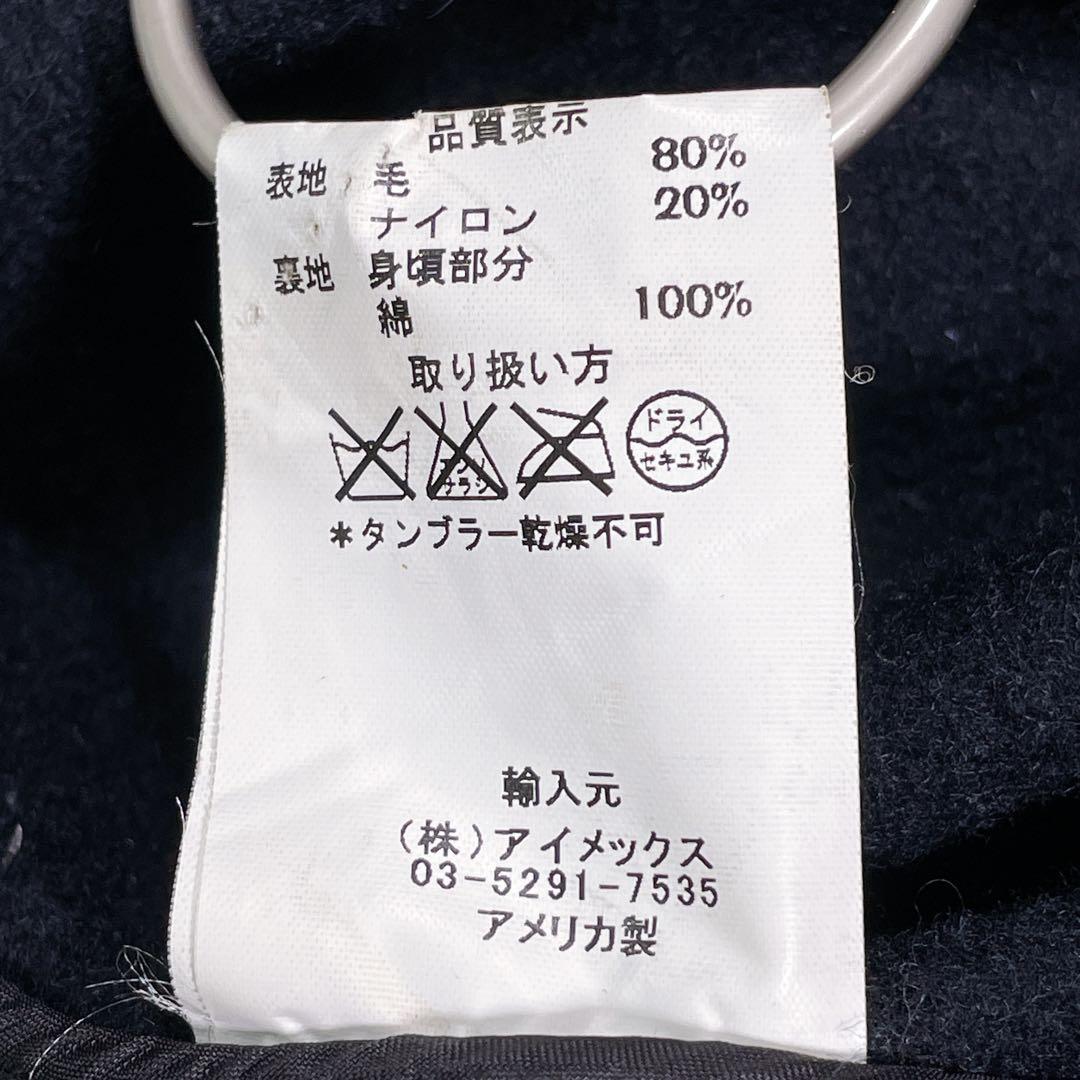 品質表示
表地 毛 80%
ナイロン 20%
裏地 身頃部分
綿 100%
取り扱い方
サラシ
ドライ
セキユ系
*タンブラー乾燥不可
輸入元
(株)アイメックス
03-5291-7535
アメリカ製